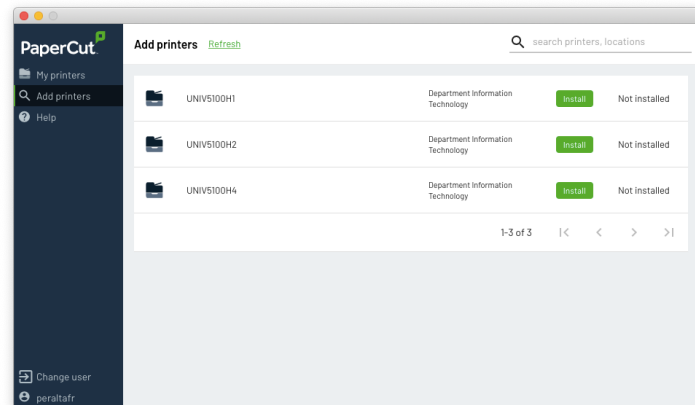 PaperCut
My printers
Add printers
Help
Change user
peraltafr
Add printers Refresh
search printers, locations
UNIV5100H1
Department Information
Technology
Install
Not installed
UNIV5100H2
Department Information
Technology
Install
Not installed
UNIV5100H4
Department Information
Technology
Install
Not installed
1-3 of 3